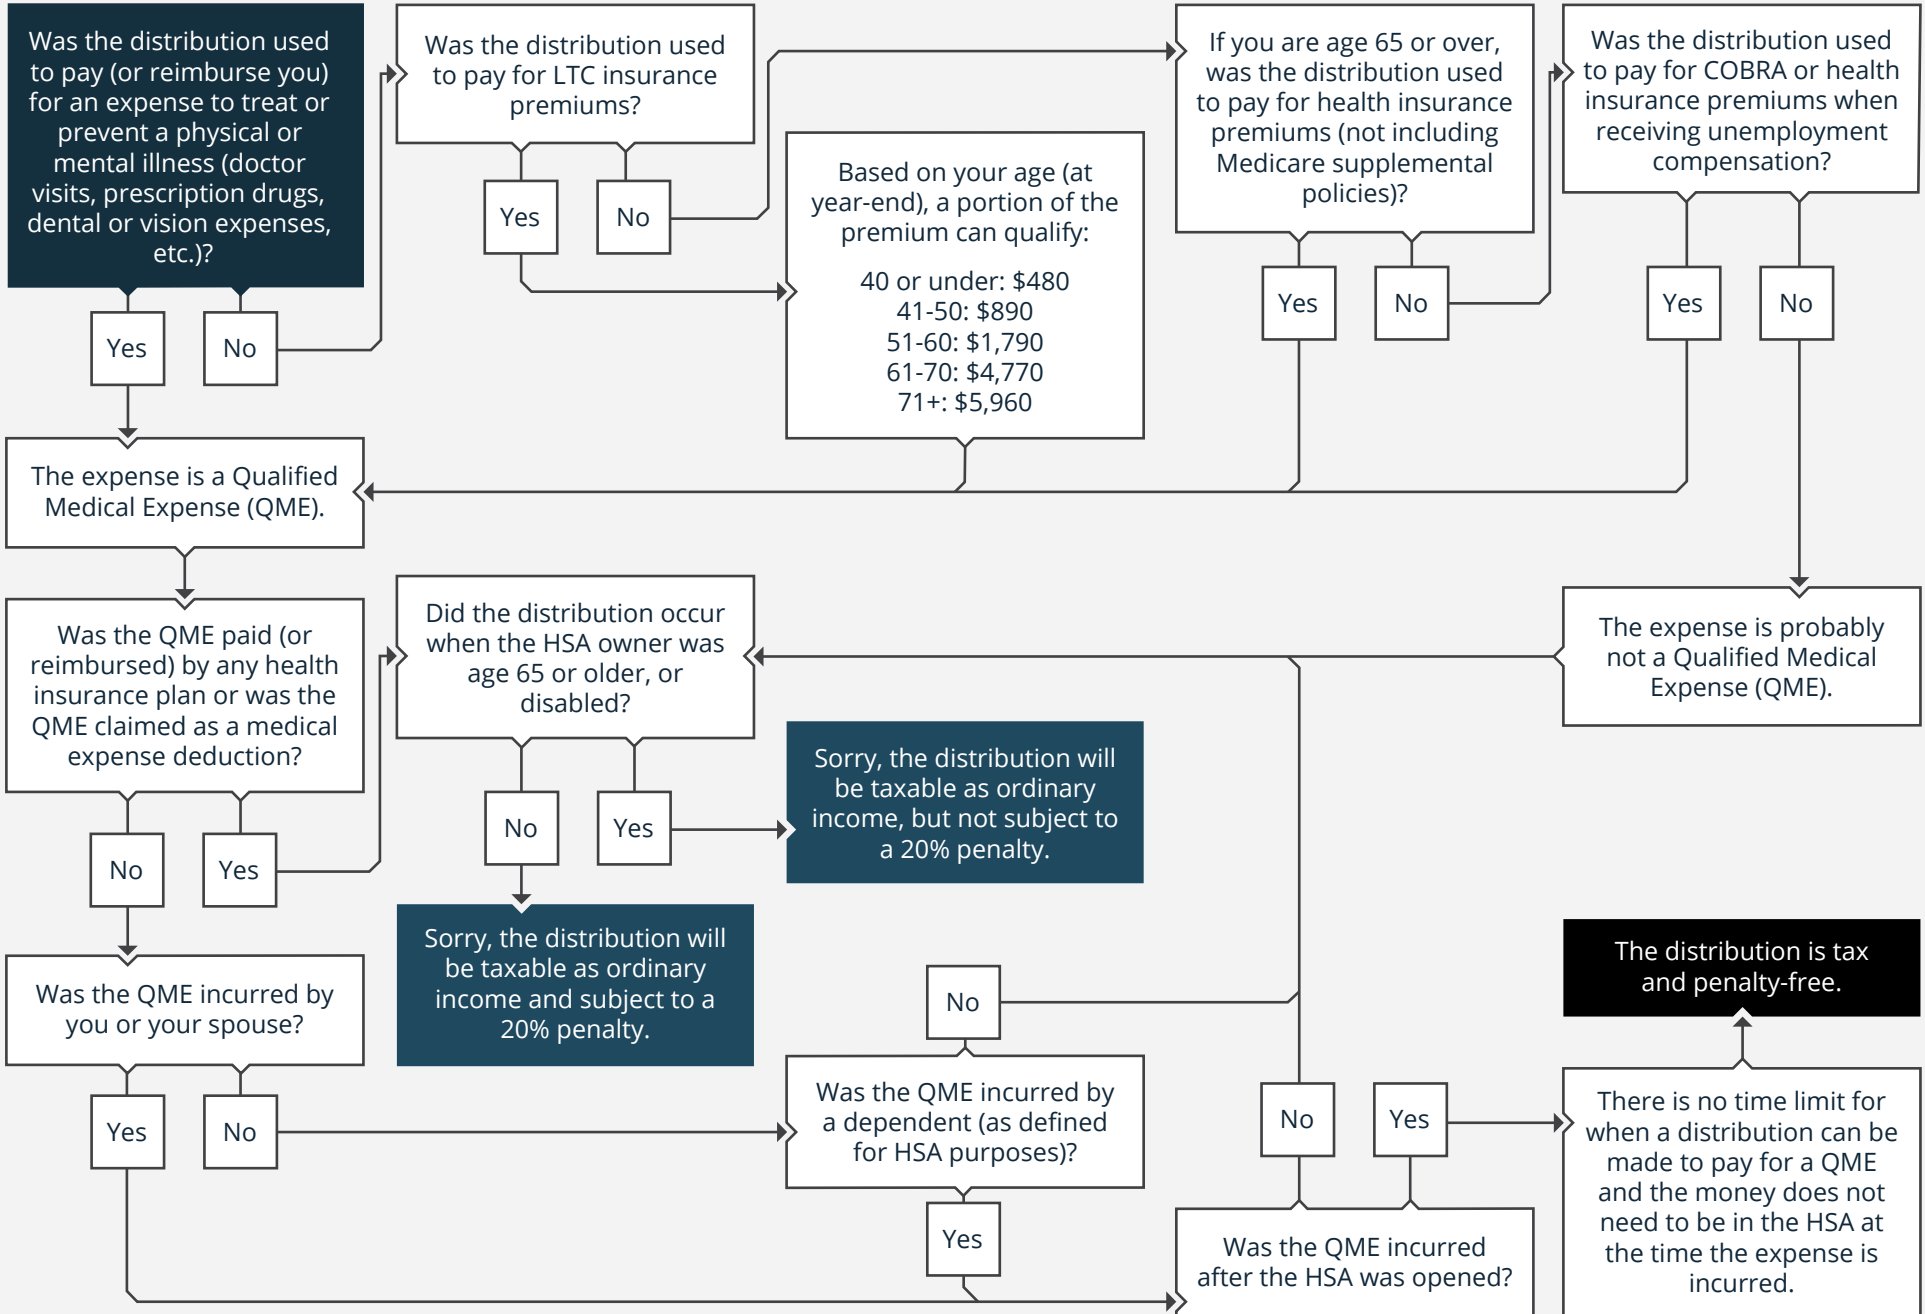 Was the distribution used
to pay (or reimburse you)
for an expense to treat or
prevent a physical or
mental illness (doctor
visits, prescription drugs,
dental or vision expenses,
etc.)?
Yes
No
Was the distribution used
to pay for LTC insurance
premiums?
Yes
No
Based on your age (at
year-end), a portion of the
premium can qualify:
40 or under: $480
41-50: $890
51-60: $1,790
61-70: $4,770
71+: $5,960
If you are age 65 or over,
was the distribution used
to pay for health insurance
premiums (not including
Medicare supplemental
policies)?
Yes
No
Was the distribution used
to pay for COBRA or health
insurance premiums when
receiving unemployment
compensation?
Yes
No
The expense is a Qualified
Medical Expense (QME).
Was the QME paid (or
reimbursed) by any health
insurance plan or was the
QME claimed as a medical
expense deduction?
No
Yes
Did the distribution occur
when the HSA owner was
age 65 or older, or
disabled?
No
Yes
Sorry, the distribution will
be taxable as ordinary
income, but not subject to
a 20% penalty.
Sorry, the distribution will
be taxable as ordinary
income and subject to a
20% penalty.
The expense is probably
not a Qualified Medical
Expense (QME).
Was the QME incurred by
you or your spouse?
Yes
No
No
Was the QME incurred by
a dependent (as defined
for HSA purposes)?
Yes
No
Yes
Was the QME incurred
after the HSA was opened?
The distribution is tax
and penalty-free.
There is no time limit for
when a distribution can be
made to pay for a QME
and the money does not
need to be in the HSA at
the time the expense is
incurred.